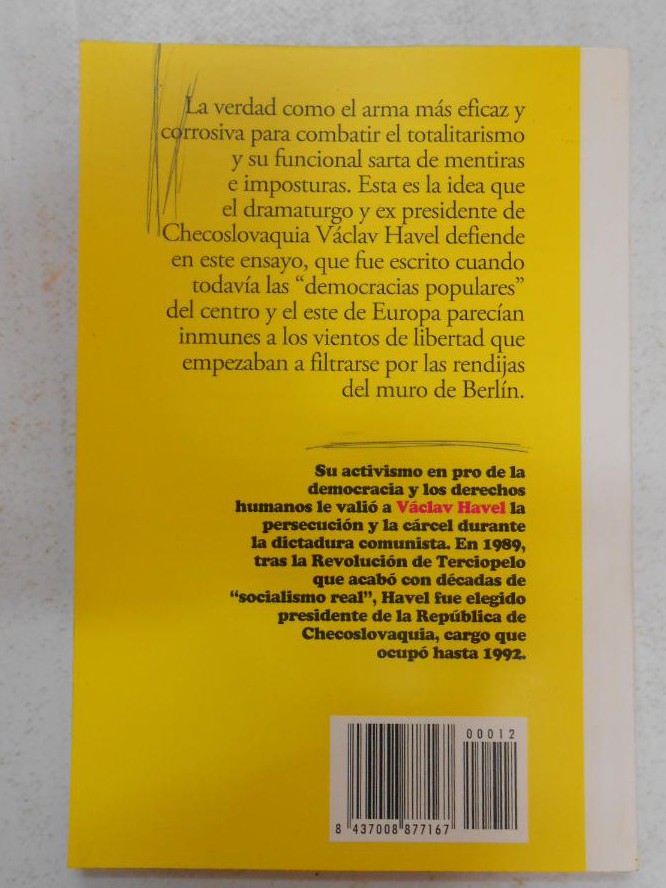 La verdad como el arma más eficaz y
corrosiva para combatir el totalitarismo
y su funcional sarta de mentiras
e imposturas. Esta es la idea que
el dramaturgo y ex presidente de
Checoslovaquia Václav Havel defiende
en este ensayo, que fue escrito cuando
todavía las “democracias populares”
del centro y el este de Europa parecían
inmunes a los vientos de libertad que
empezaban a filtrarse por las rendijas
del muro de Berlín.
Su activismo en pro de la
democracia y los derechos
humanos le valió a Václav Havel la
persecución y la cárcel durante
la dictadura comunista. En 1989,
tras la Revolución de Terciopelo
que acabó con décadas de
“socialismo real”, Havel fue elegido
presidente de la República de
Checoslovaquia, cargo que
ocupó hasta 1992.
00012
8 437008 877167